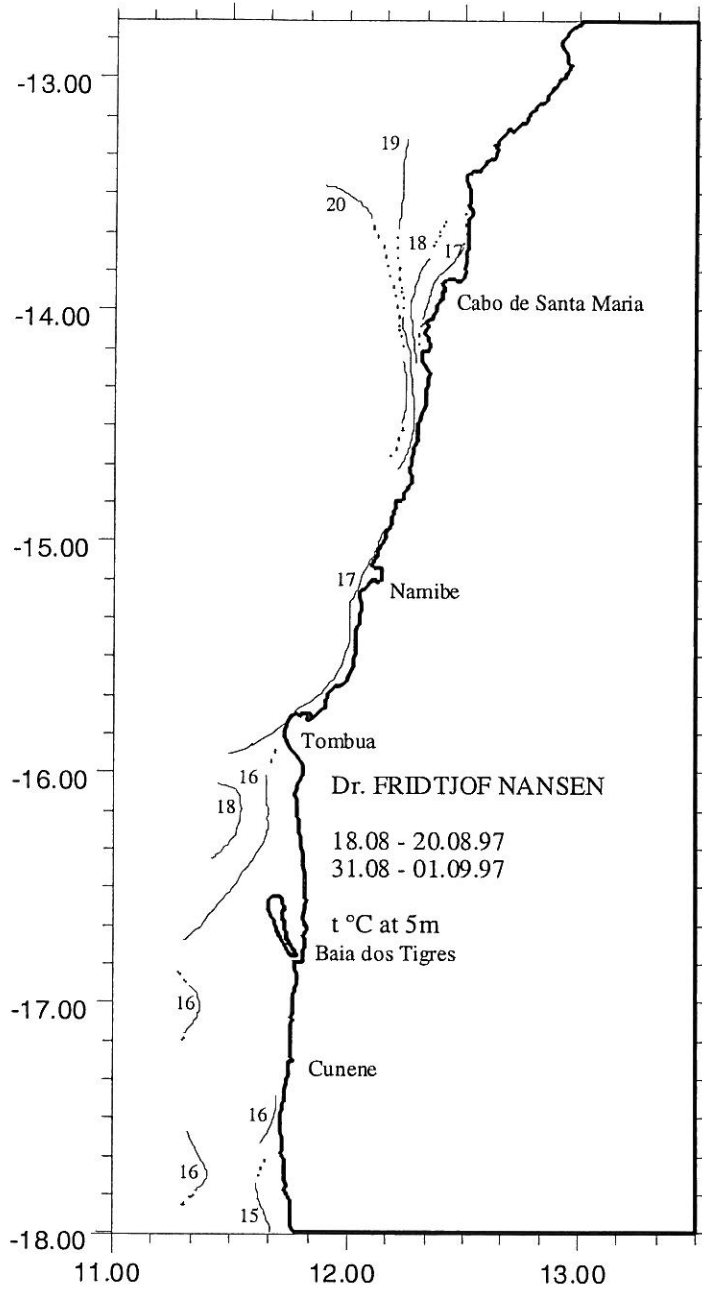 -13.00
19
20
18
17
Cabo de Santa Maria
-14.00
-15.00
17
Namibe
Tombua
-16.00
16
Dr. FRIDTJOF NANSEN
18
18.08 - 20.08.97
31.08 - 01.09.97
t °C at 5m
Baia dos Tigres
-17.00
16
Cunene
16
16
15
-18.00
11.00
12.00
13.00